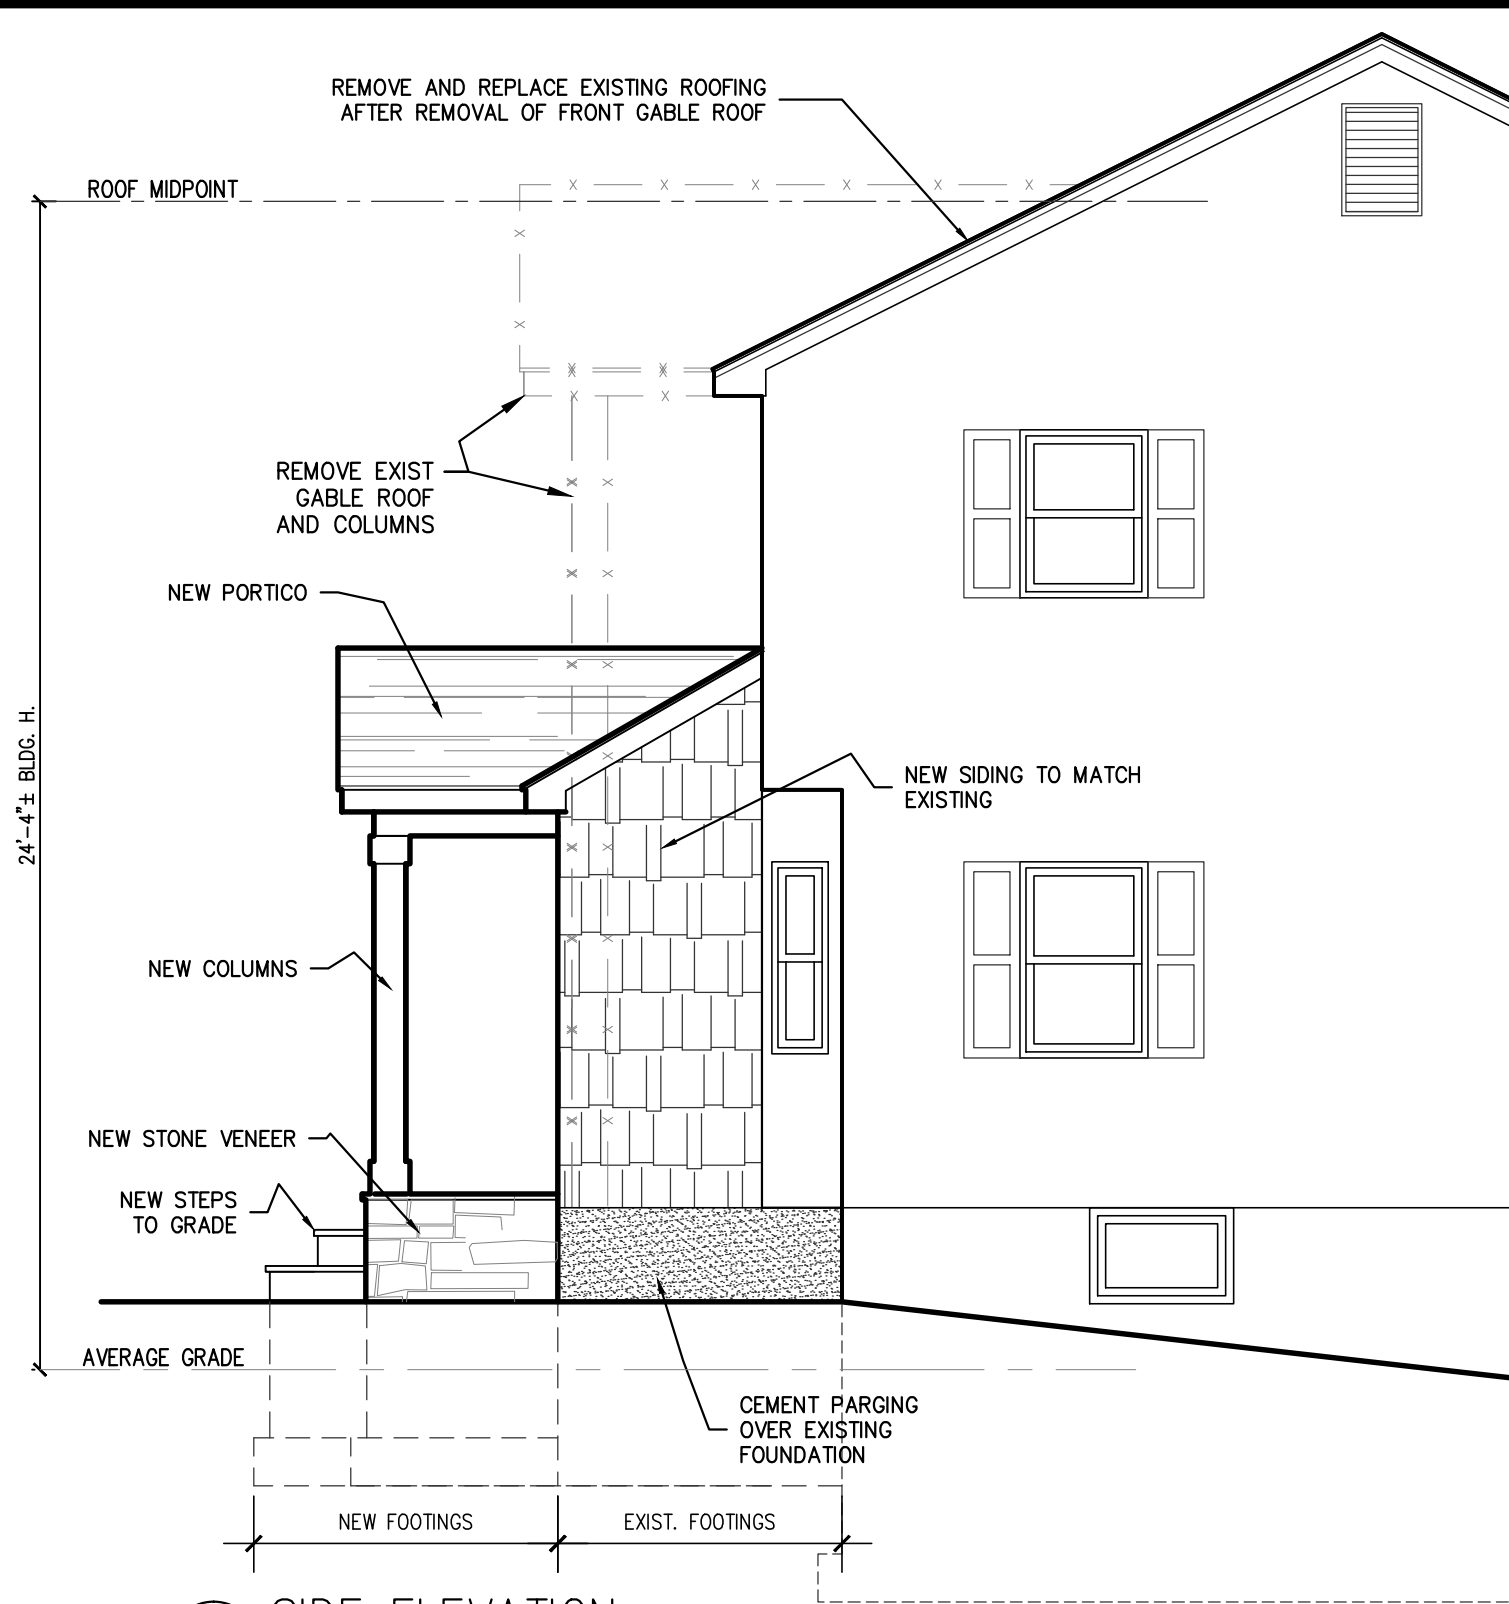 REMOVE AND REPLACE EXISTING ROOFING
AFTER REMOVAL OF FRONT GABLE ROOF
ROOF MIDPOINT
REMOVE EXIST
GABLE ROOF
AND COLUMNS
NEW PORTICO
24'-4"± BLDG. H.
NEW SIDING TO MATCH
EXISTING
NEW COLUMNS
NEW STONE VENEER
NEW STEPS
TO GRADE
AVERAGE GRADE
CEMENT PARGING
OVER EXISTING
FOUNDATION
NEW FOOTINGS
EXIST. FOOTINGS
SIDE ELEVATION